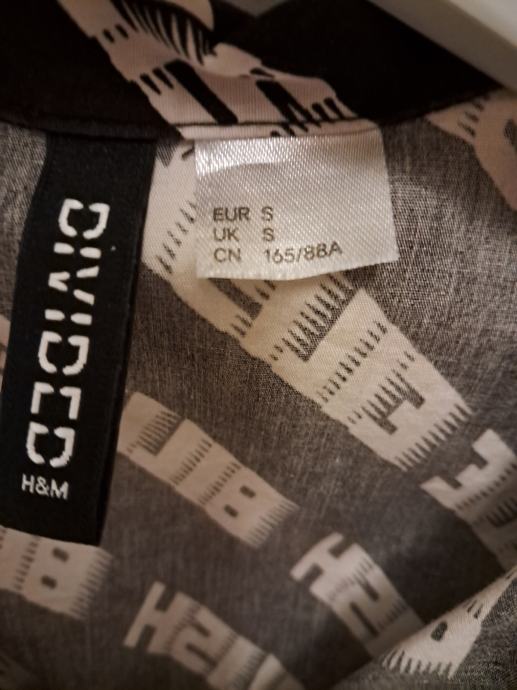 EUR S
UK S
CN 165/88A
DIVIDED
H&M